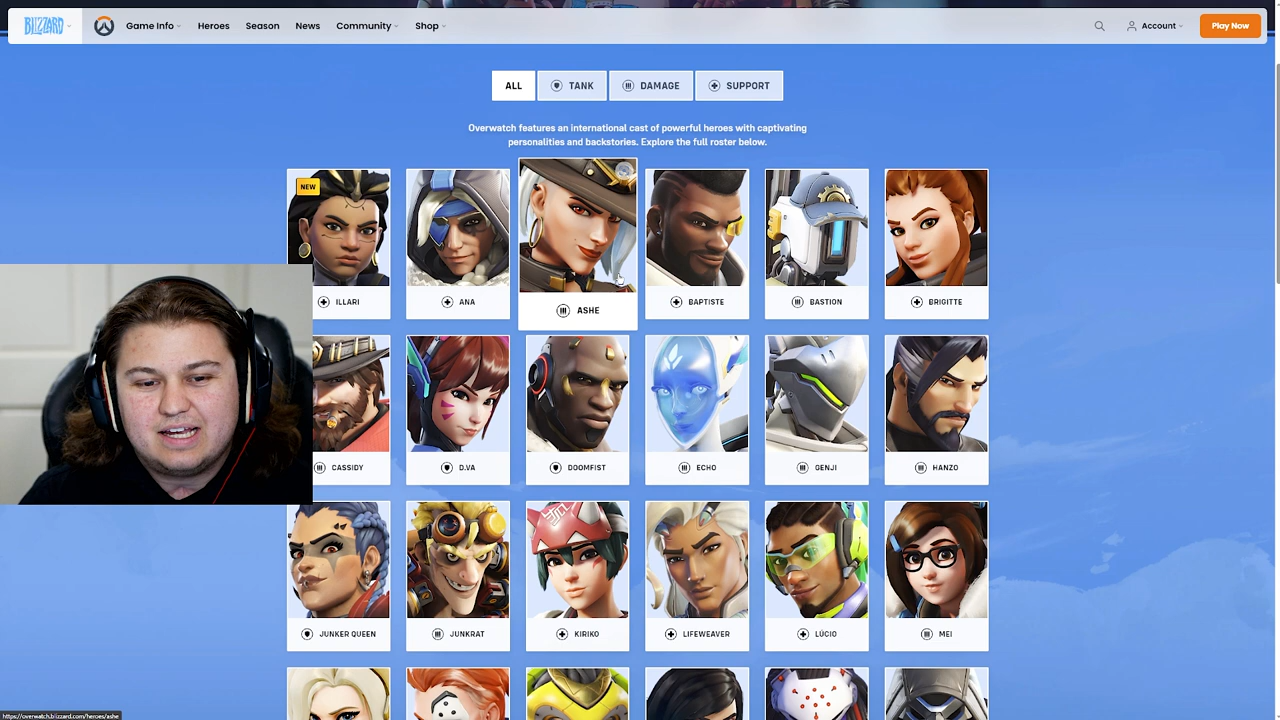 BLIZZARD
Game Info
Heroes
Season
News
Community
Shop
Account
Play Now
ALL
TANK
DAMAGE
SUPPORT
Overwatch features an international cast of powerful heroes with captivating
personalities and backstories. Explore the full roster below.
NEW
ILLARI
ANA
ASHE
BAPTISTE
BASTION
BRIGITTE
CASSIDY
D.VA
DOOMFIST
ECHO
GENJI
HANZO
JUNKER QUEEN
JUNKRAT
KIRIKO
LIFEWEAVER
LÚCIO
MEI
https://overwatch.blizzard.com/heroes/ashe